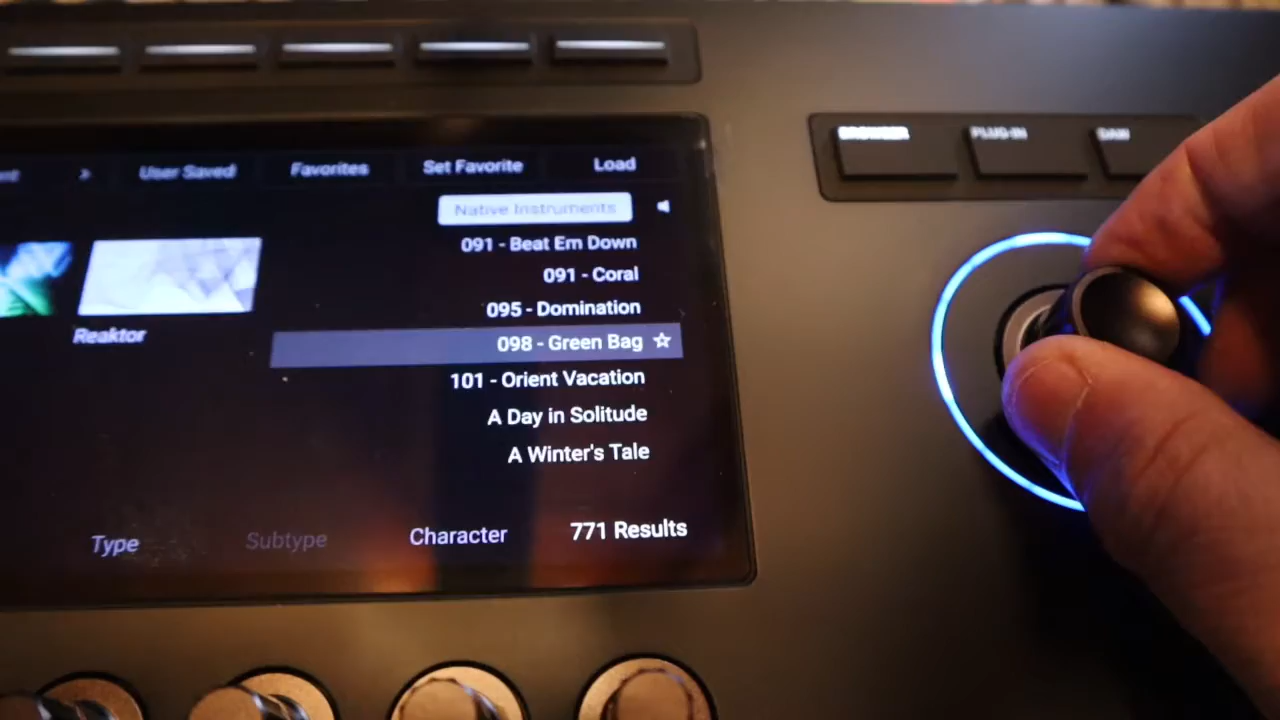 BROWSER PLUG-IN DAW
> User Saved Favorites Set Favorite Load
Native Instruments
091 - Beat Em Down
091 - Coral
095 - Domination
Reaktor
098 - Green Bag ☆
101 - Orient Vacation
A Day in Solitude
A Winter's Tale
Type Subtype Character 771 Results